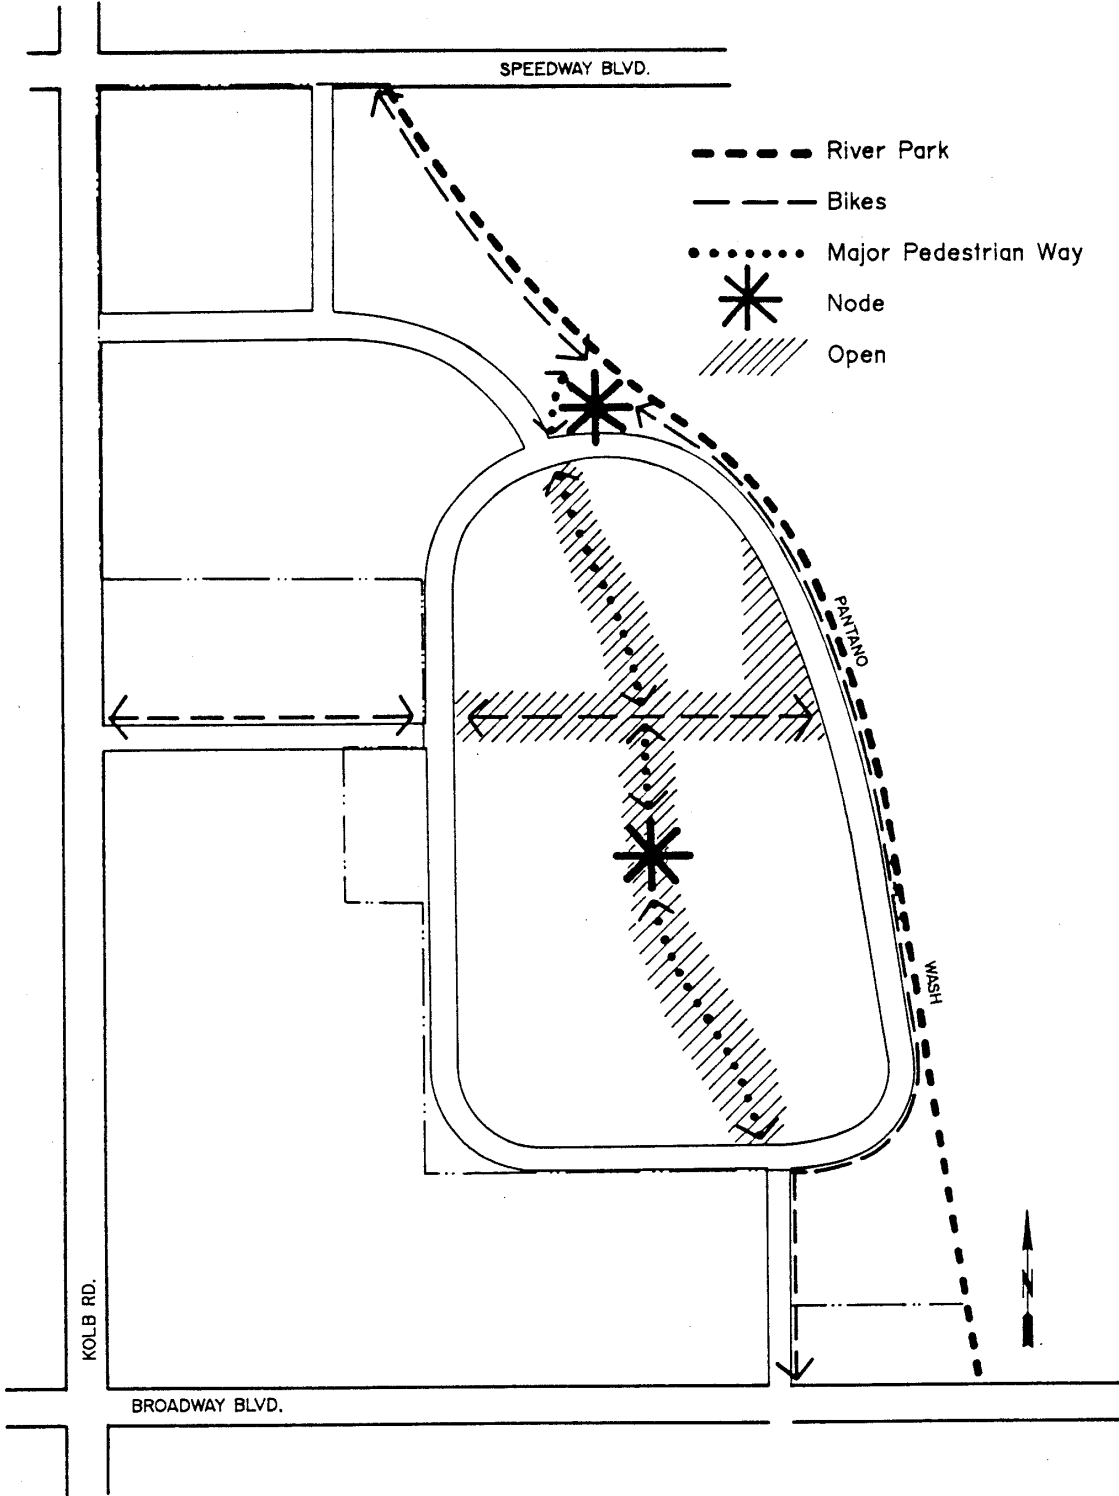 SPEEDWAY BLVD.
River Park
Bikes
Major Pedestrian Way
Node
Open
PANTANO
WASH
N
KOLB RD.
BROADWAY BLVD.